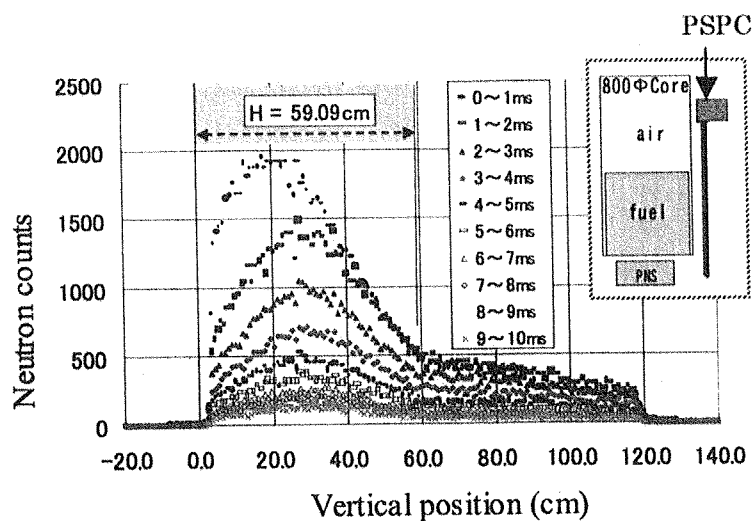 PSPC
800ΦCore
air
fuel
PNS
H = 59.09cm
0～1ms
1～2ms
2～3ms
3～4ms
4～5ms
5～6ms
6～7ms
7～8ms
8～9ms
9～10ms
Neutron counts
2500
2000
1500
1000
500
0
-20.0 0.0 20.0 40.0 60.0 80.0 100.0 120.0 140.0
Vertical position (cm)